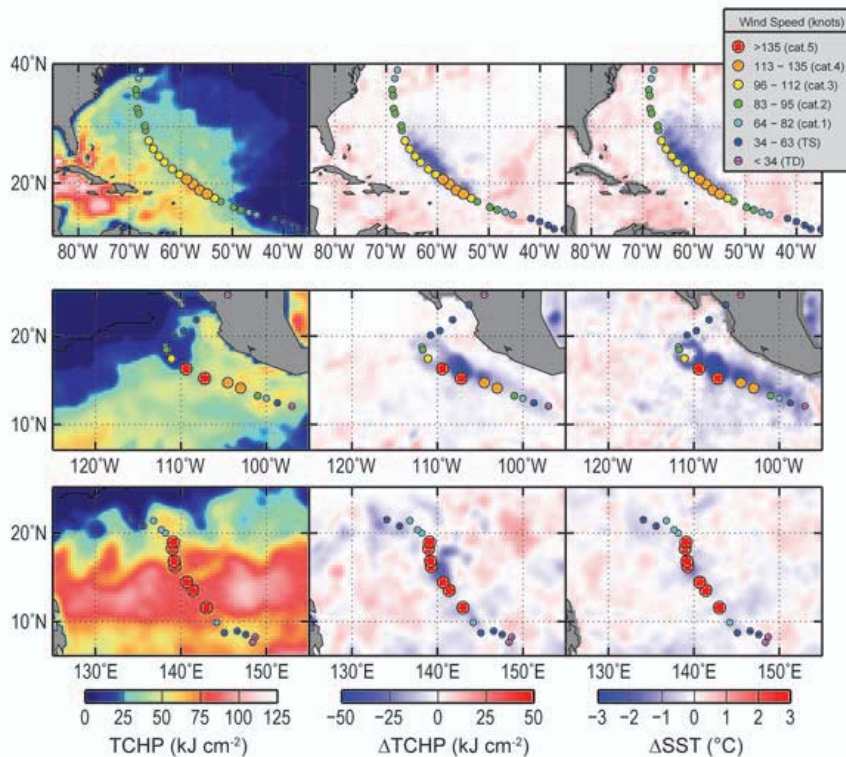 Wind Speed (knots)
>135 (cat.5)
113 – 135 (cat.4)
96 – 112 (cat.3)
83 – 95 (cat.2)
64 – 82 (cat.1)
34 – 63 (TS)
< 34 (TD)
40°N
20°N
80°W 70°W 60°W 50°W 40°W 80°W 70°W 60°W 50°W 40°W 80°W 70°W 60°W 50°W 40°W
20°N
10°N
120°W 110°W 100°W 120°W 110°W 100°W 120°W 110°W 100°W
20°N
10°N
130°E 140°E 150°E 130°E 140°E 150°E 130°E 140°E 150°E
0 25 50 75 100 125 −50 −25 0 25 50 −3 −2 −1 0 1 2 3
TCHP (kJ cm⁻²) ΔTCHP (kJ cm⁻²) ΔSST (°C)